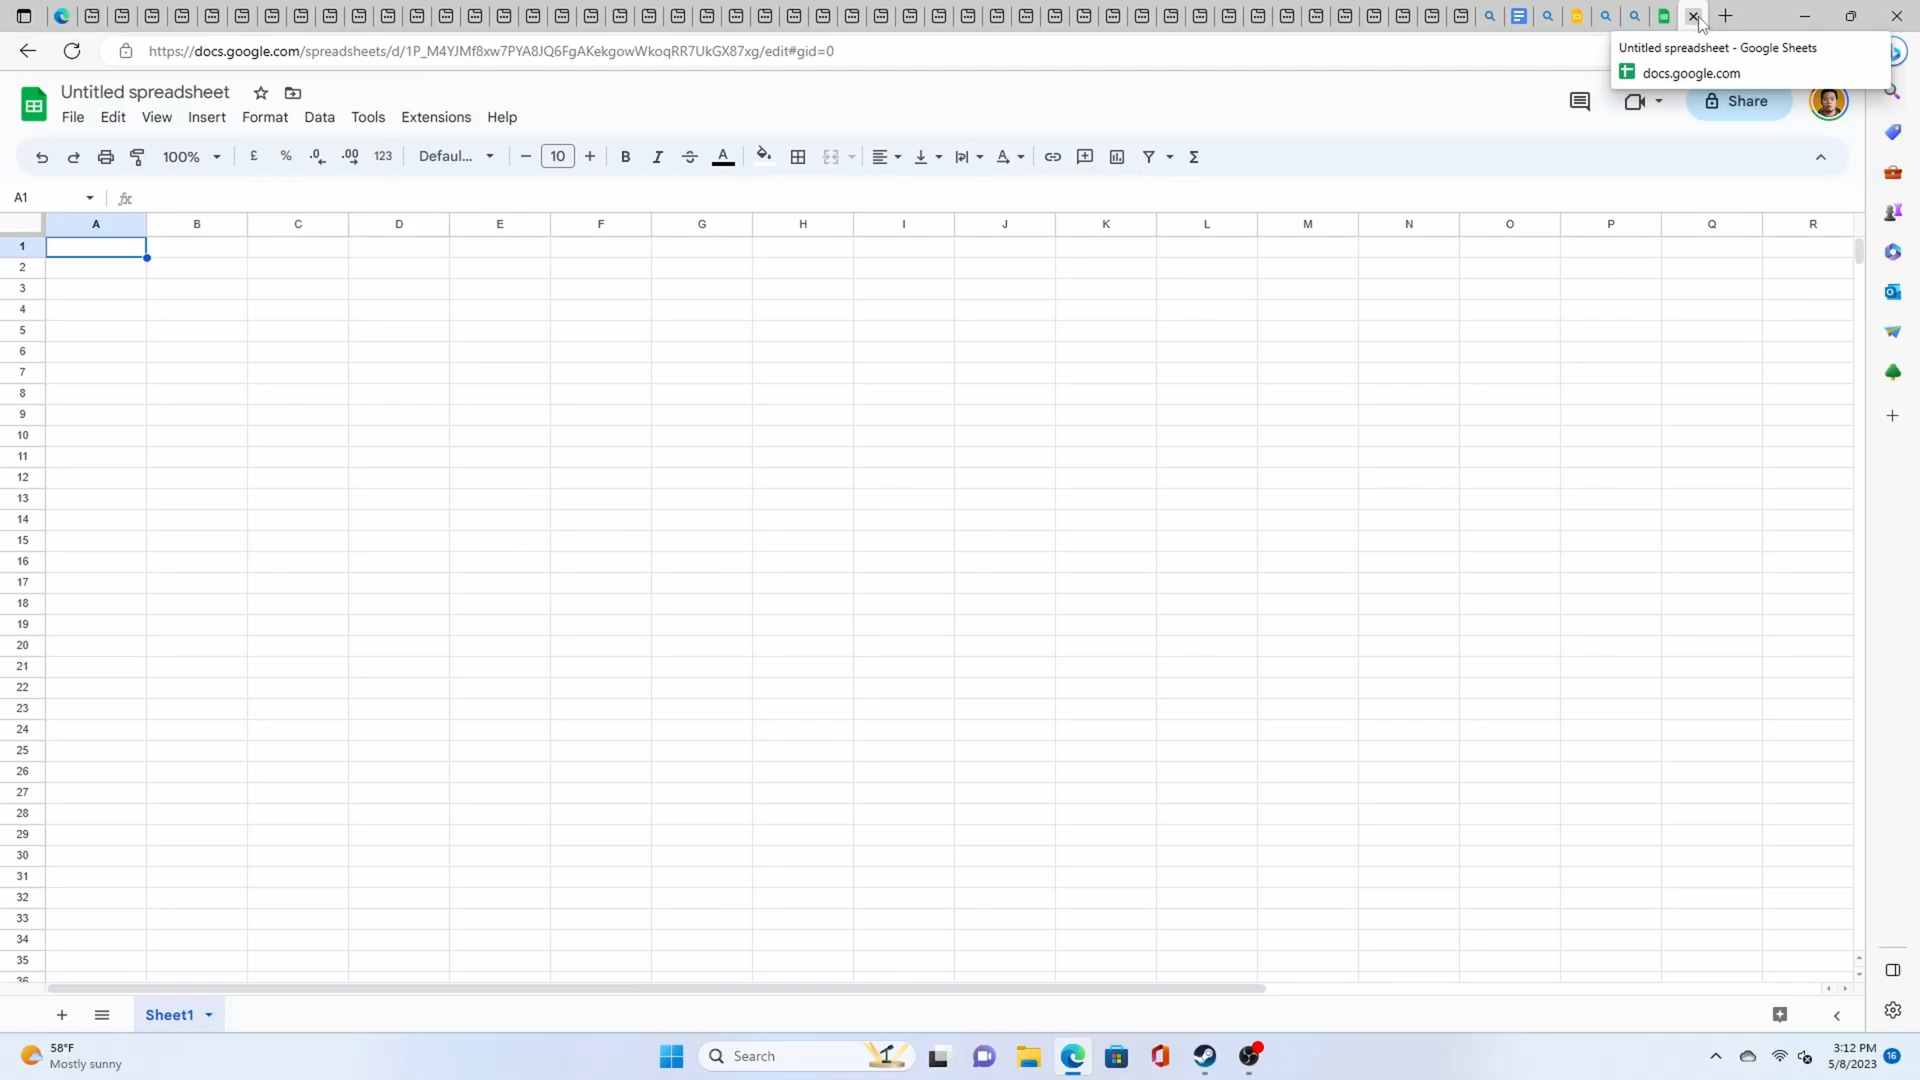 https://docs.google.com/spreadsheets/d/1P_M4YJMf8xw7PYA8JQ6FgAKekgowWkoqRR7UkGX87xg/edit#gid=0
Untitled spreadsheet - Google Sheets
docs.google.com
Untitled spreadsheet
Share
File Edit View Insert Format Data Tools Extensions Help
100% £ % .0 .00 123 Defaul... 10 B I A A Σ
A1 fx
A B C D E F G H I J K L M N O P Q R
1
2
3
4
5
6
7
8
9
10
11
12
13
14
15
16
17
18
19
20
21
22
23
24
25
26
27
28
29
30
31
32
33
34
35
36
Sheet1
58°F
Mostly sunny
Search
3:12 PM
5/8/2023
16